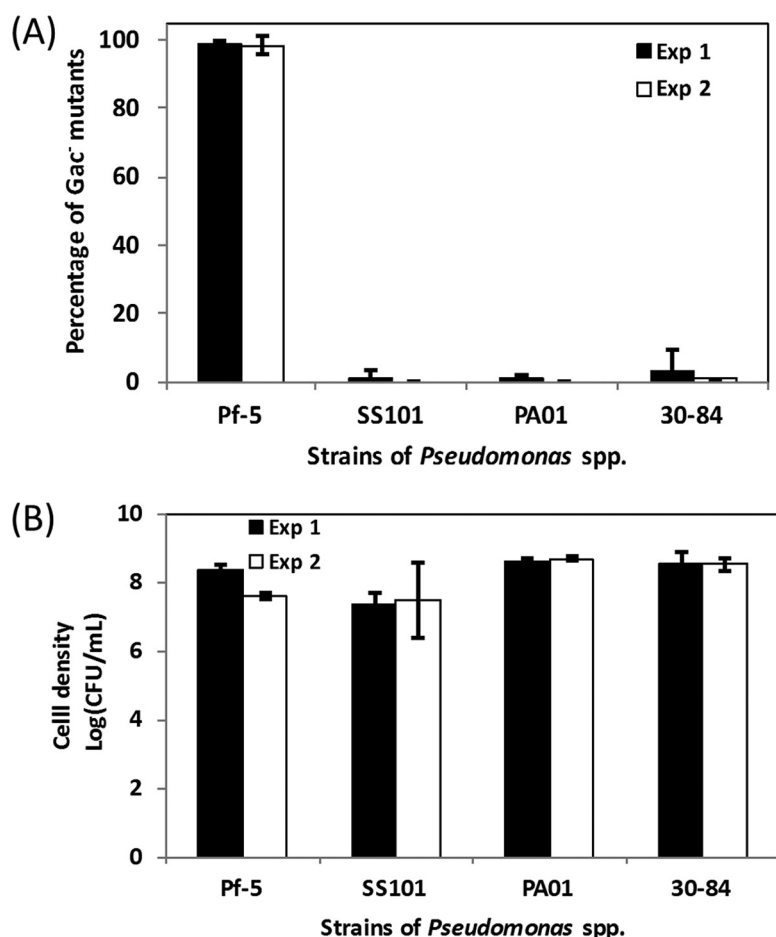 (A)
Percentage of Gac⁻ mutants
100
80
60
40
20
0
Exp 1
Exp 2
Pf-5 SS101 PA01 30-84
Strains of Pseudomonas spp.
(B)
Celll density
Log(CFU/mL)
10
8
6
4
2
0
Exp 1
Exp 2
Pf-5 SS101 PA01 30-84
Strains of Pseudomonas spp.